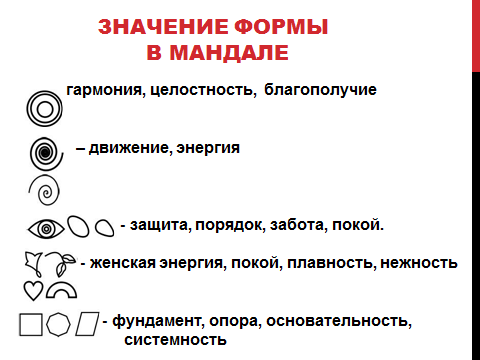 ЗНАЧЕНИЕ ФОРМЫ
В МАНДАЛЕ
гармония, целостность, благополучие
– движение, энергия
- защита, порядок, забота, покой.
- женская энергия, покой, плавность, нежность
- фундамент, опора, основательность,
системность